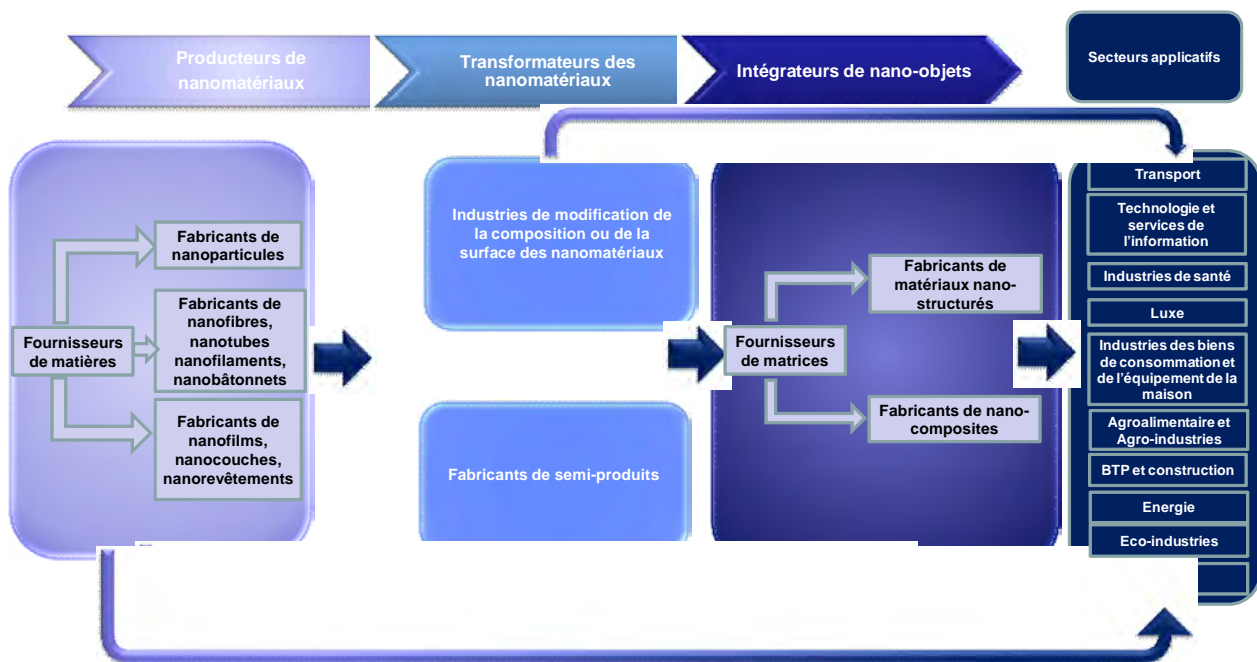 Producteurs de
nanomatériaux
Transformateurs des
nanomatériaux
Intégrateurs de nano-objets
Secteurs applicatifs
Fournisseurs
de matières
Fabricants de
nanoparticules
Fabricants de
nanofibres,
nanotubes
nanofilaments,
nanobâtonnets
Fabricants de
nanofilms,
nanocouches,
nanorevêtements
Industries de modification de
la composition ou de la
surface des nanomatériaux
Fabricants de semi-produits
Fournisseurs
de matrices
Fabricants de
matériaux nano-
structurés
Fabricants de nano-
composites
Transport
Technologie et
services de
l'information
Industries de santé
Luxe
Industries des biens
de consommation et
de l'équipement de la
maison
Agroalimentaire et
Agro-industries
BTP et construction
Energie
Eco-industries